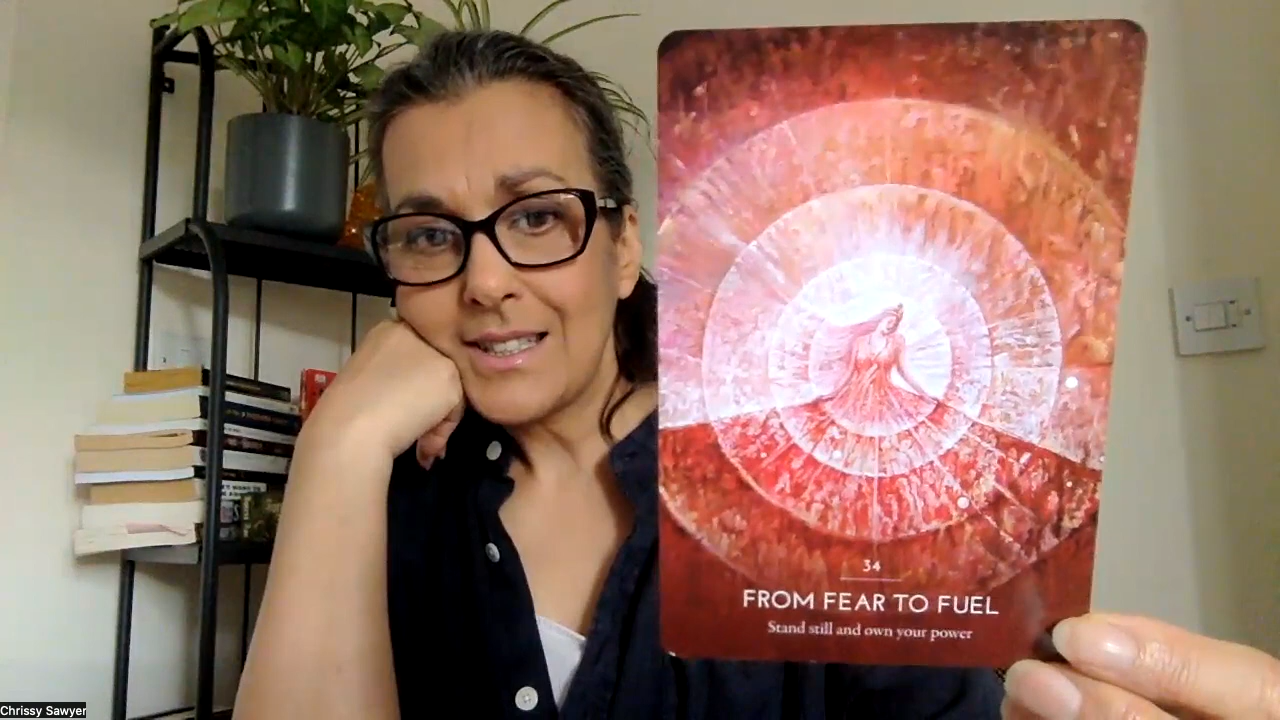 34
FROM FEAR TO FUEL
Stand still and own your power
Chrissy Sawyer